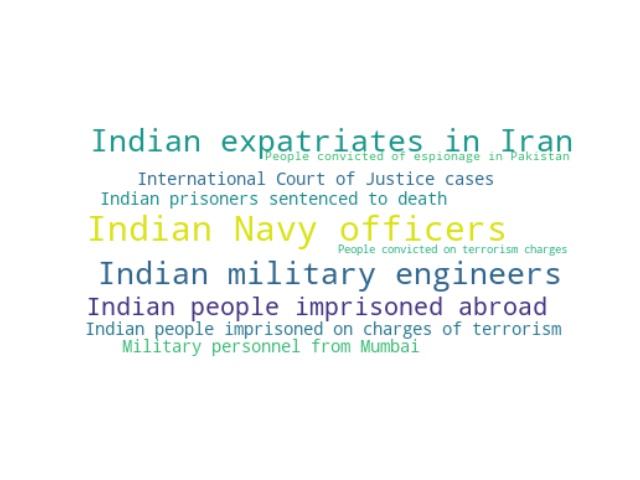 Indian expatriates in Iran
People convicted of espionage in Pakistan
International Court of Justice cases
Indian prisoners sentenced to death
Indian Navy officers
People convicted on terrorism charges
Indian military engineers
Indian people imprisoned abroad
Indian people imprisoned on charges of terrorism
Military personnel from Mumbai